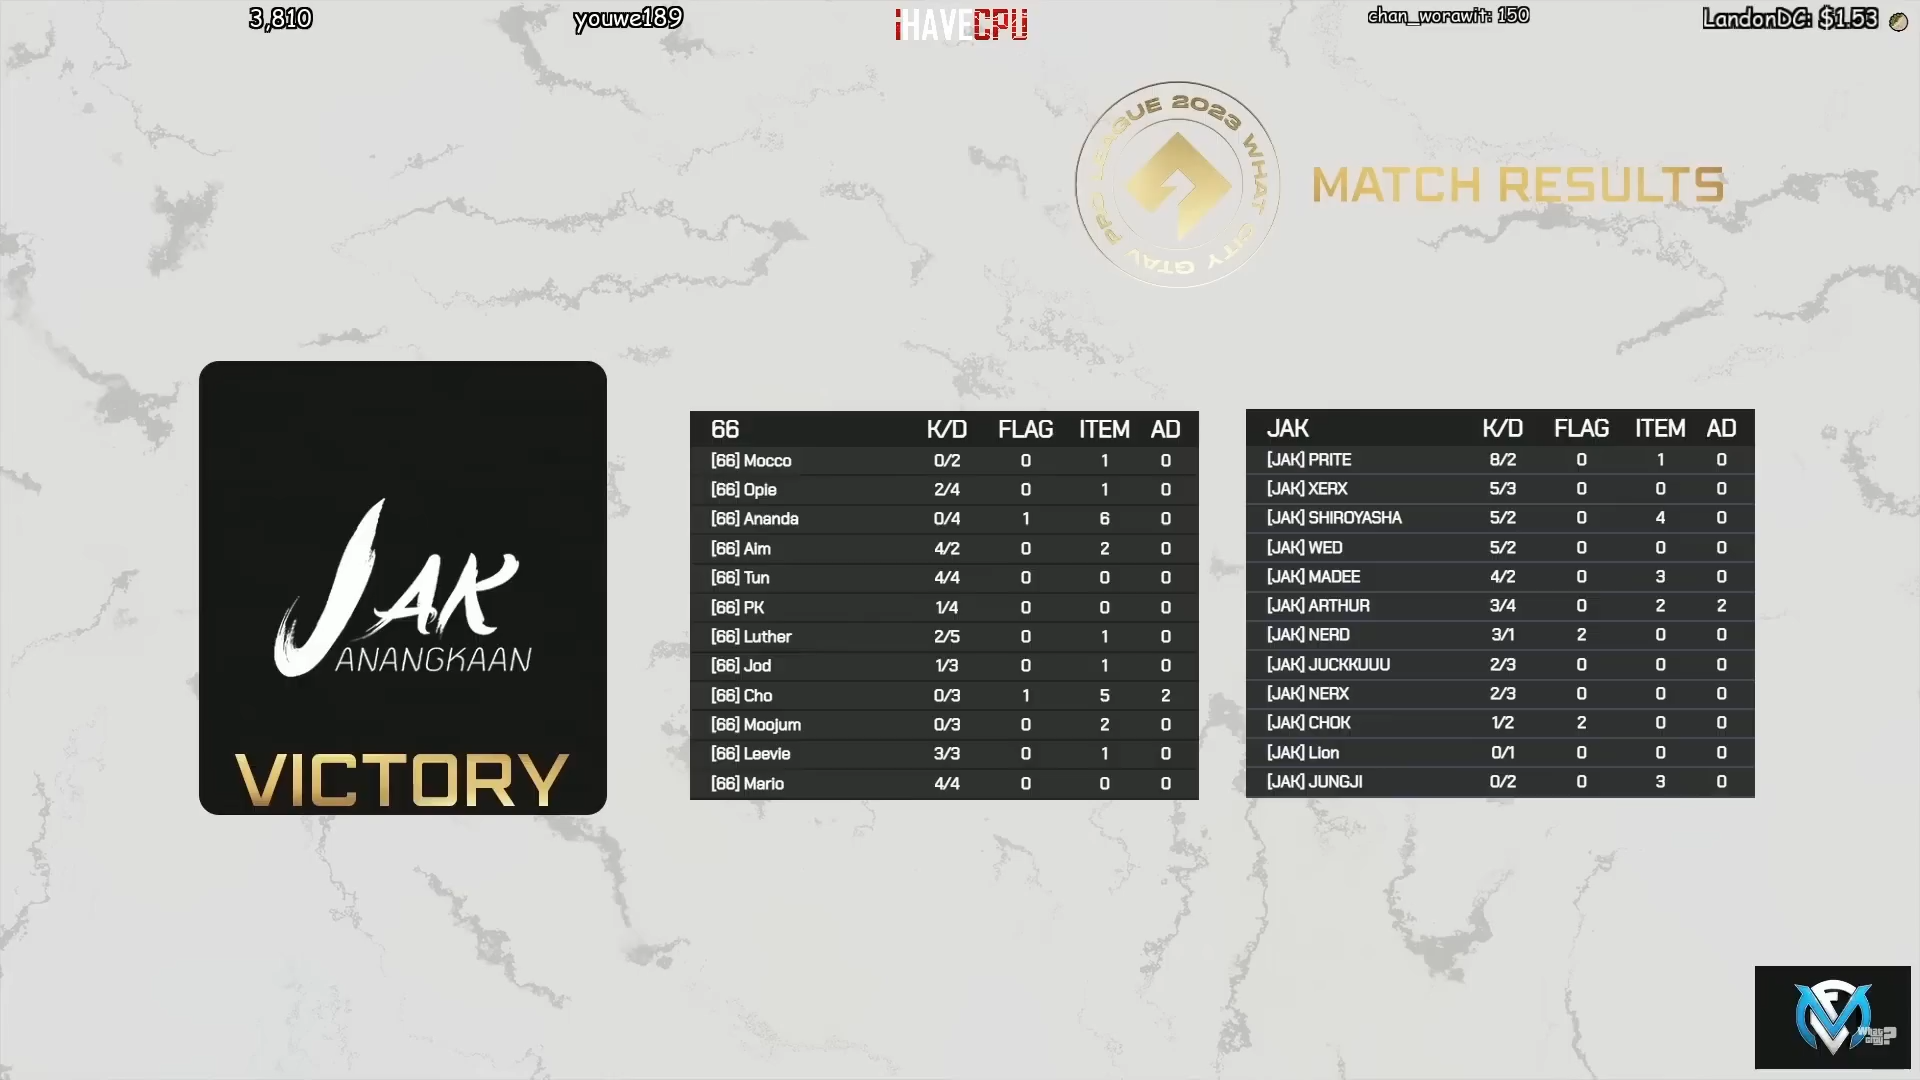 3,810
youwe189
iHAVECPU
chan_worawit: 150
LandonDC: $1.53
PPC LEAGUE 2023 WHAT CITY GTAV
MATCH RESULTS
JAK
ANANGKAAN
VICTORY
66 K/D FLAG ITEM AD
[66] Mocco 0/2 0 1 0
[66] Opie 2/4 0 1 0
[66] Ananda 0/4 1 6 0
[66] Aim 4/2 0 2 0
[66] Tun 4/4 0 0 0
[66] PK 1/4 0 0 0
[66] Luther 2/5 0 1 0
[66] Jod 1/3 0 1 0
[66] Cho 0/3 1 5 2
[66] Moojum 0/3 0 2 0
[66] Leevie 3/3 0 1 0
[66] Mario 4/4 0 0 0
JAK K/D FLAG ITEM AD
[JAK] PRITE 8/2 0 1 0
[JAK] XERX 5/3 0 0 0
[JAK] SHIROYASHA 5/2 0 4 0
[JAK] WED 5/2 0 0 0
[JAK] MADEE 4/2 0 3 0
[JAK] ARTHUR 3/4 0 2 2
[JAK] NERD 3/1 2 0 0
[JAK] JUCKKUUU 2/3 0 0 0
[JAK] NERX 2/3 0 0 0
[JAK] CHOK 1/2 2 0 0
[JAK] Lion 0/1 0 0 0
[JAK] JUNGJI 0/2 0 3 0
What City?